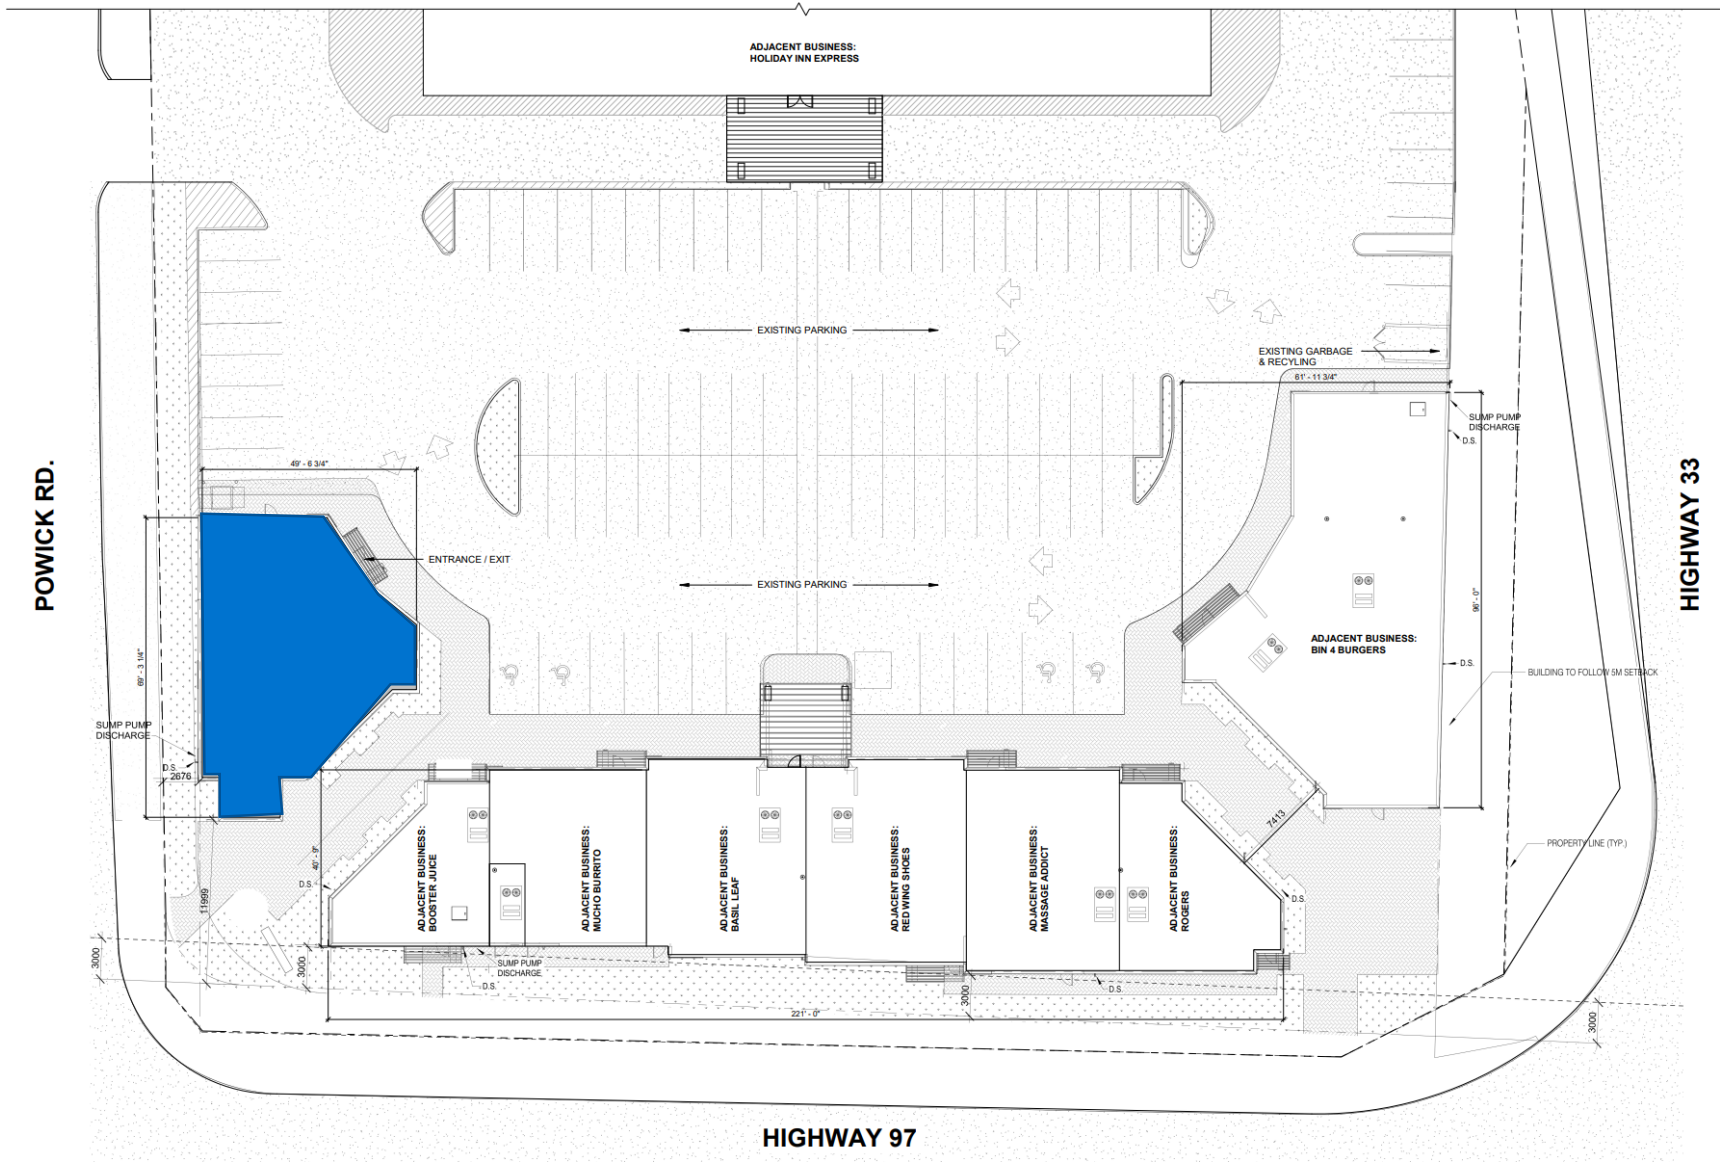 ADJACENT BUSINESS:
HOLIDAY INN EXPRESS
EXISTING PARKING
EXISTING GARBAGE
& RECYLING
61' - 11 3/4"
SUMP PUMP
DISCHARGE
D.S.
49' - 6 3/4"
POWICK RD.
HIGHWAY 33
ENTRANCE / EXIT
EXISTING PARKING
96' - 0"
ADJACENT BUSINESS:
BIN 4 BURGERS
D.S.
BUILDING TO FOLLOW 5M SETBACK
69' - 3 1/4"
SUMP PUMP
DISCHARGE
D.S.
2676
7413
PROPERTY LINE (TYP.)
40' - 9"
D.S.
11999
ADJACENT BUSINESS:
BOOSTER JUICE
ADJACENT BUSINESS:
MUCHO BURRITO
ADJACENT BUSINESS:
BASIL LEAF
ADJACENT BUSINESS:
RED WING SHOES
ADJACENT BUSINESS:
MASSAGE ADDICT
ADJACENT BUSINESS:
ROGERS
D.S.
3000
3000
SUMP PUMP
DISCHARGE
D.S.
3000
D.S.
221' - 0"
3000
HIGHWAY 97